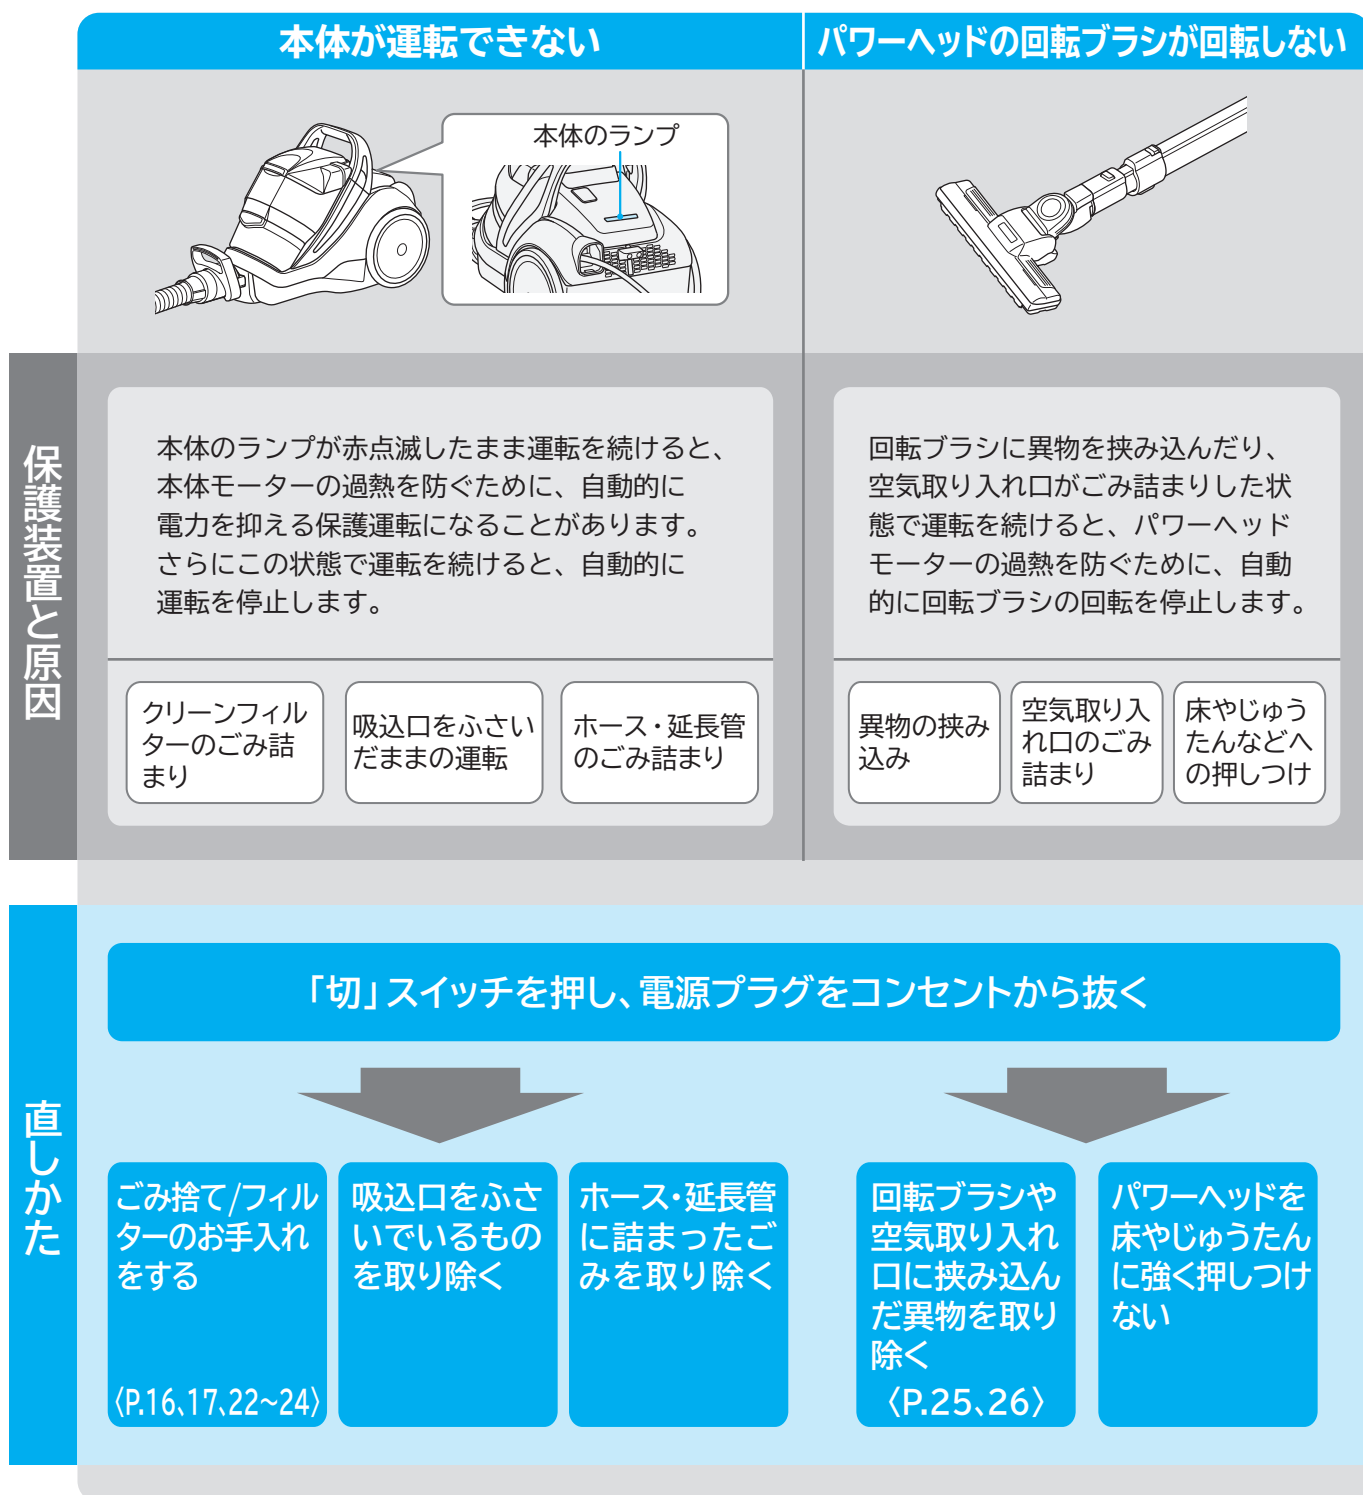 本体が運転できない
パワーヘッドの回転ブラシが回転しない
本体のランプ
保護装置と原因
本体のランプが赤点滅したまま運転を続けると、
本体モーターの過熱を防ぐために、自動的に
電力を抑える保護運転になることがあります。
さらにこの状態で運転を続けると、自動的に
運転を停止します。
回転ブラシに異物を挟み込んだり、
空気取り入れ口がごみ詰まりした状
態で運転を続けると、パワーヘッド
モーターの過熱を防ぐために、自動
的に回転ブラシの回転を停止します。
クリーンフィル
ターのごみ詰
まり
吸込口をふさい
だままの運転
ホース・延長管
のごみ詰まり
異物の挟み
込み
空気取り入
れ口のごみ
詰まり
床やじゅう
たんなどへ
の押しつけ
直しかた
「切」スイッチを押し、電源プラグをコンセントから抜く
ごみ捨て/フィル
ターのお手入れ
をする
〈P.16、17、22~24〉
吸込口をふさ
いでいるもの
を取り除く
ホース・延長管
に詰まったご
みを取り除く
回転ブラシや
空気取り入れ
口に挟み込ん
だ異物を取り
除く
〈P.25、26〉
パワーヘッドを
床やじゅうたん
に強く押しつけ
ない